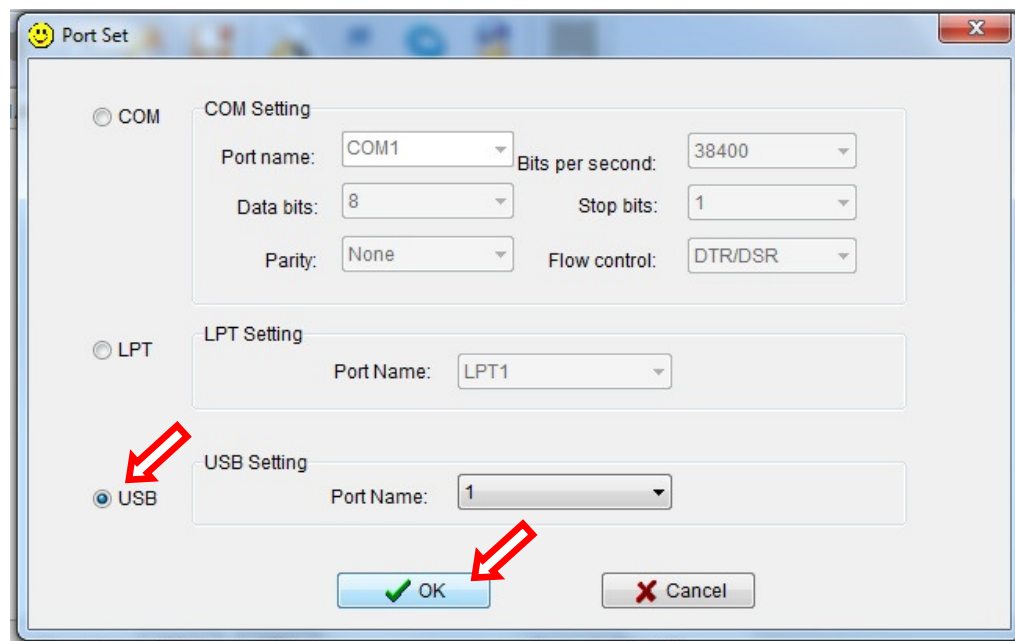 Port Set
COM
COM Setting
Port name: COM1 Bits per second: 38400
Data bits: 8 Stop bits: 1
Parity: None Flow control: DTR/DSR
LPT
LPT Setting
Port Name: LPT1
USB
USB Setting
Port Name: 1
OK Cancel